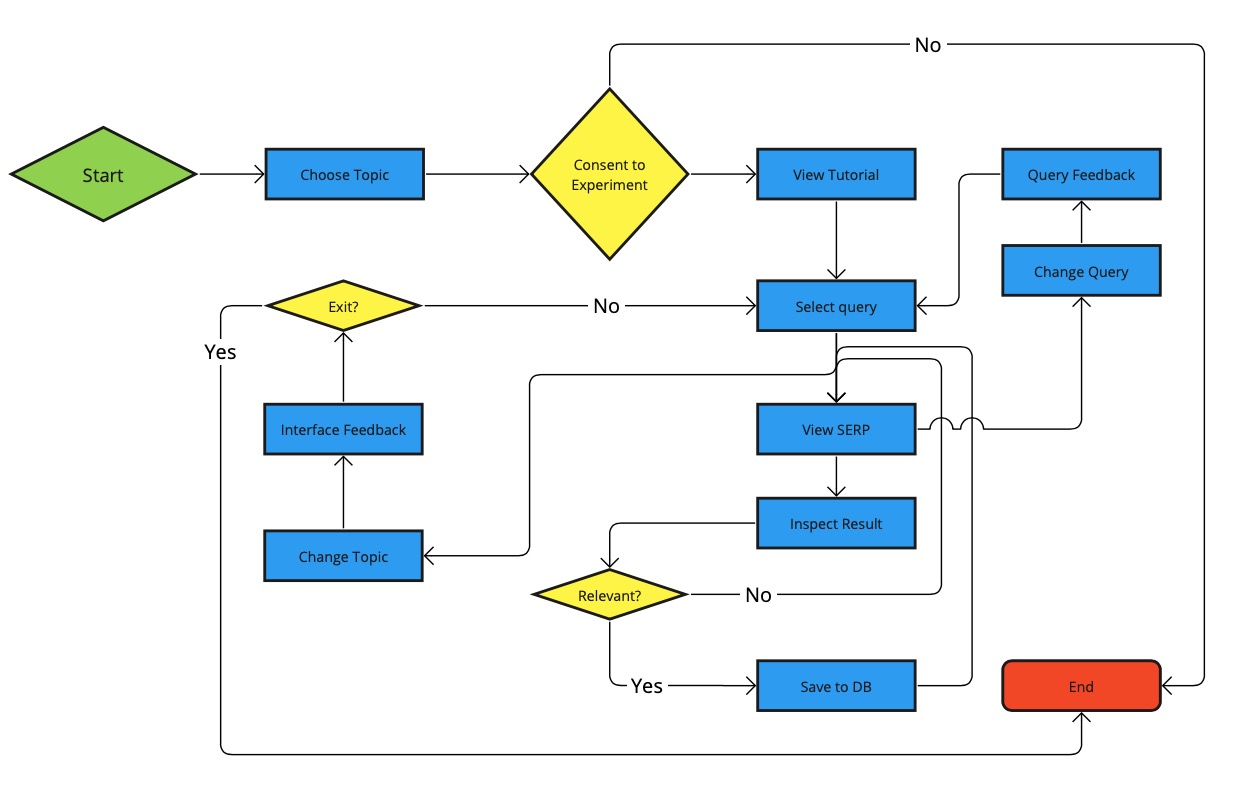 No
Start
Choose Topic
Consent to
Experiment
View Tutorial
Query Feedback
Change Query
Exit?
No
Select query
Yes
Interface Feedback
View SERP
Inspect Result
Change Topic
Relevant?
No
Yes
Save to DB
End